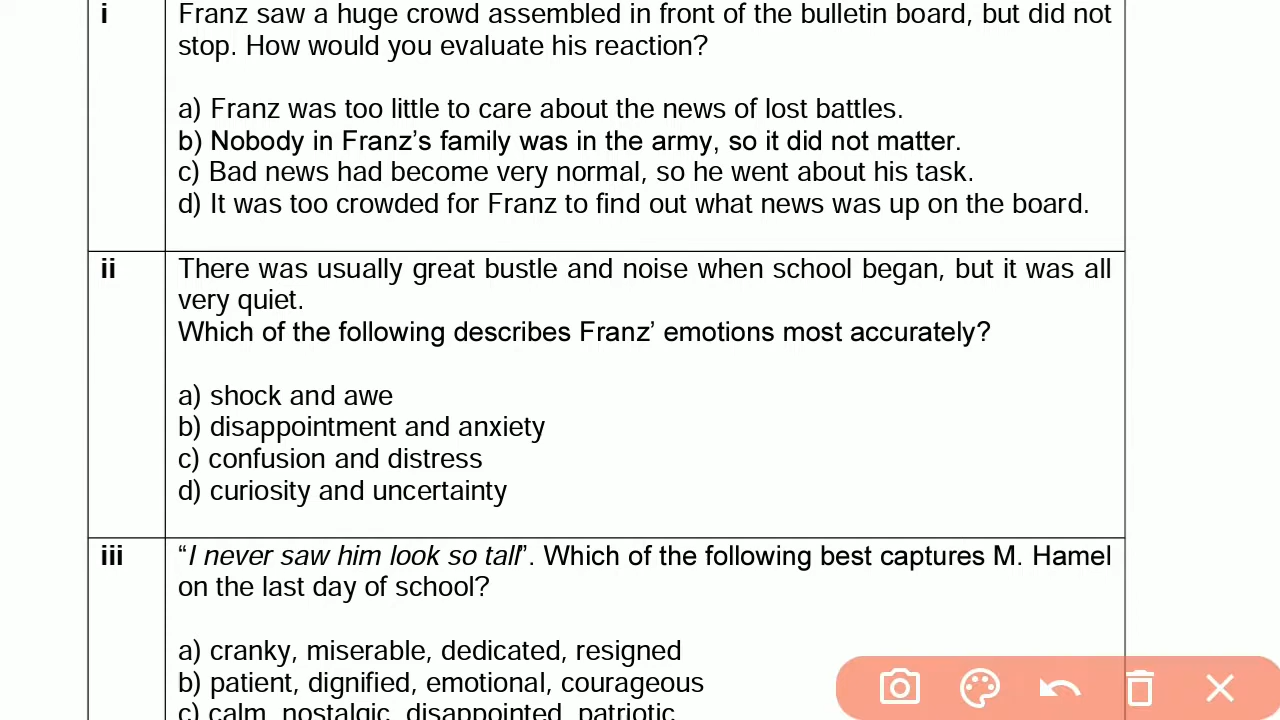 i
Franz saw a huge crowd assembled in front of the bulletin board, but did not
stop. How would you evaluate his reaction?
a) Franz was too little to care about the news of lost battles.
b) Nobody in Franz’s family was in the army, so it did not matter.
c) Bad news had become very normal, so he went about his task.
d) It was too crowded for Franz to find out what news was up on the board.
ii
There was usually great bustle and noise when school began, but it was all
very quiet.
Which of the following describes Franz’ emotions most accurately?
a) shock and awe
b) disappointment and anxiety
c) confusion and distress
d) curiosity and uncertainty
iii
“I never saw him look so tall”. Which of the following best captures M. Hamel
on the last day of school?
a) cranky, miserable, dedicated, resigned
b) patient, dignified, emotional, courageous
c) calm, nostalgic, disappointed, patriotic